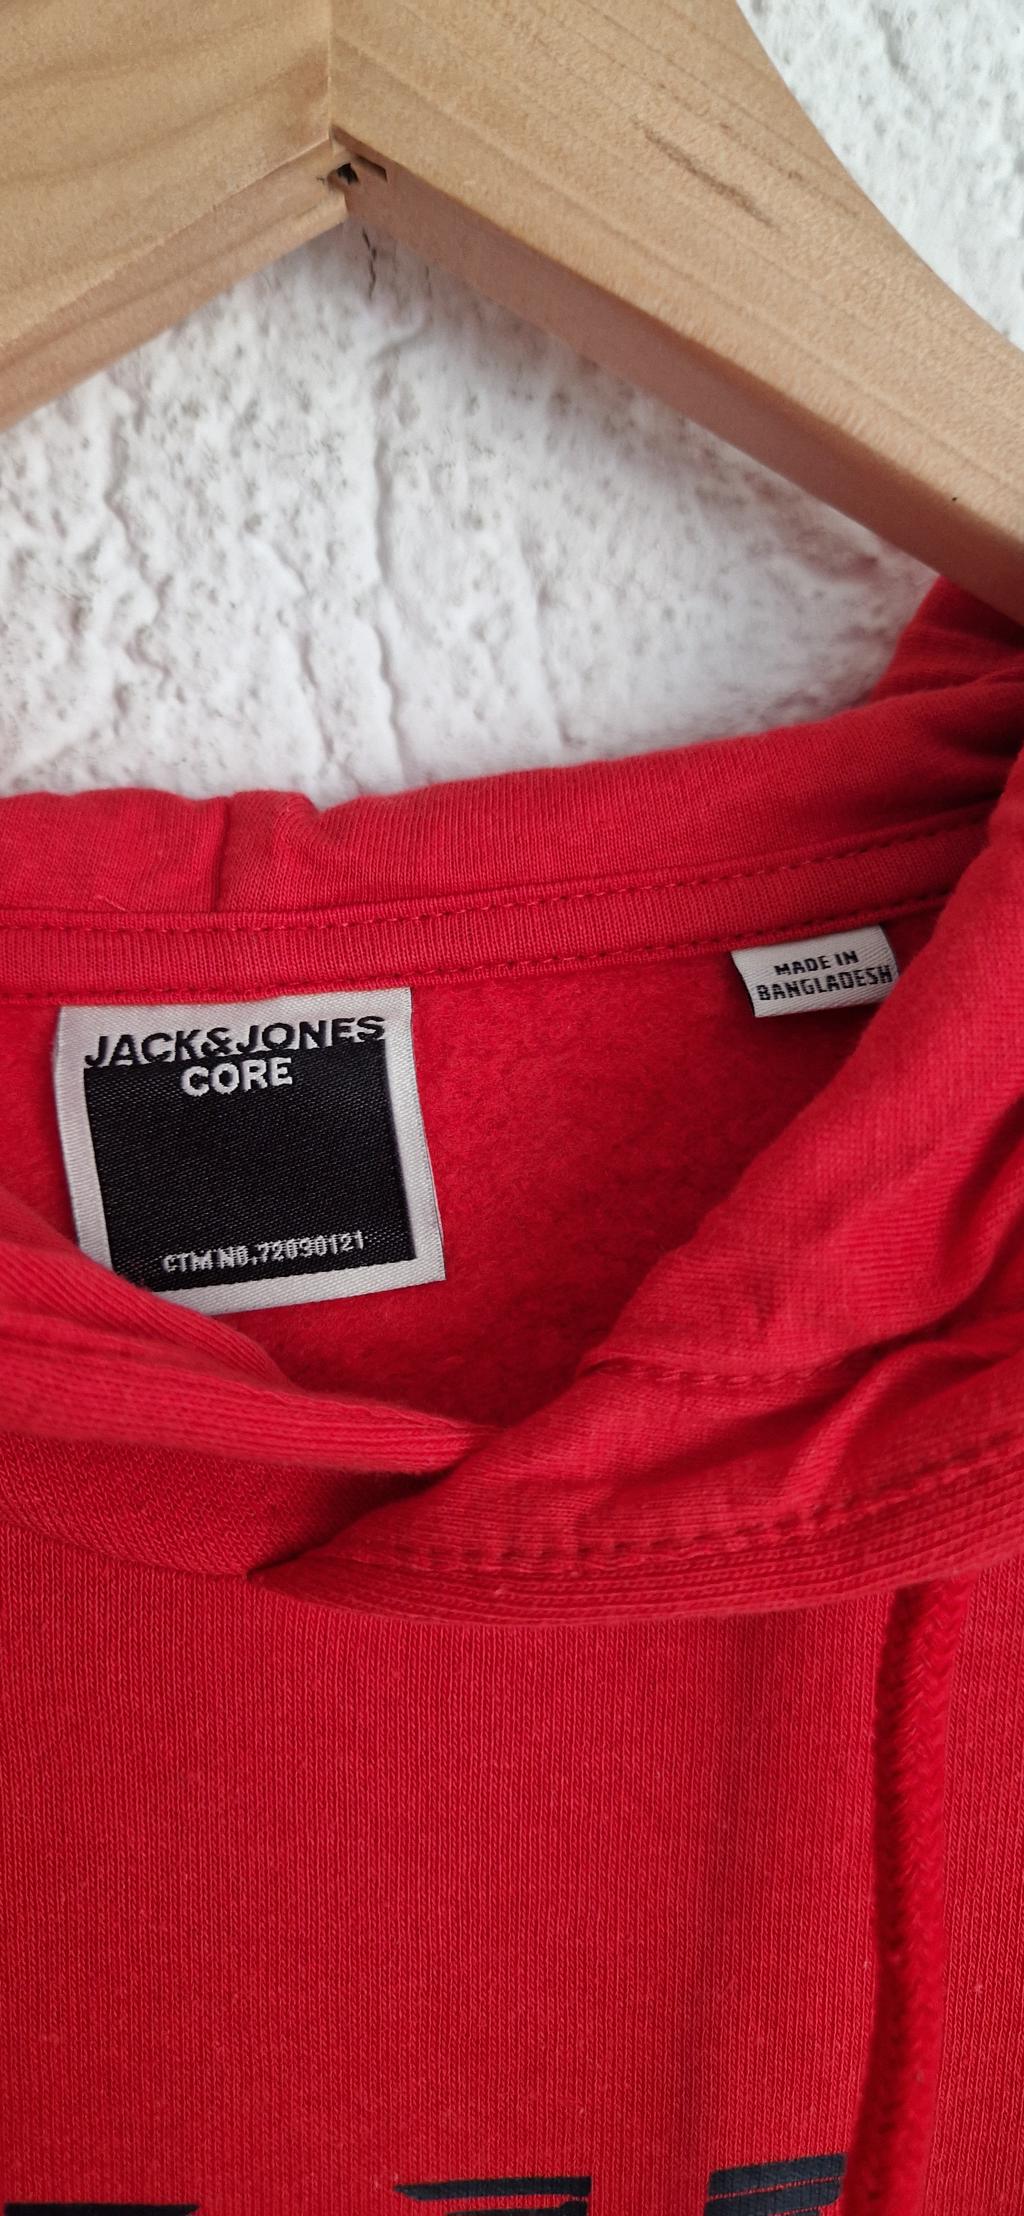 JACK&JONES
CORE
CTM NO.72030121
MADE IN
BANGLADESH